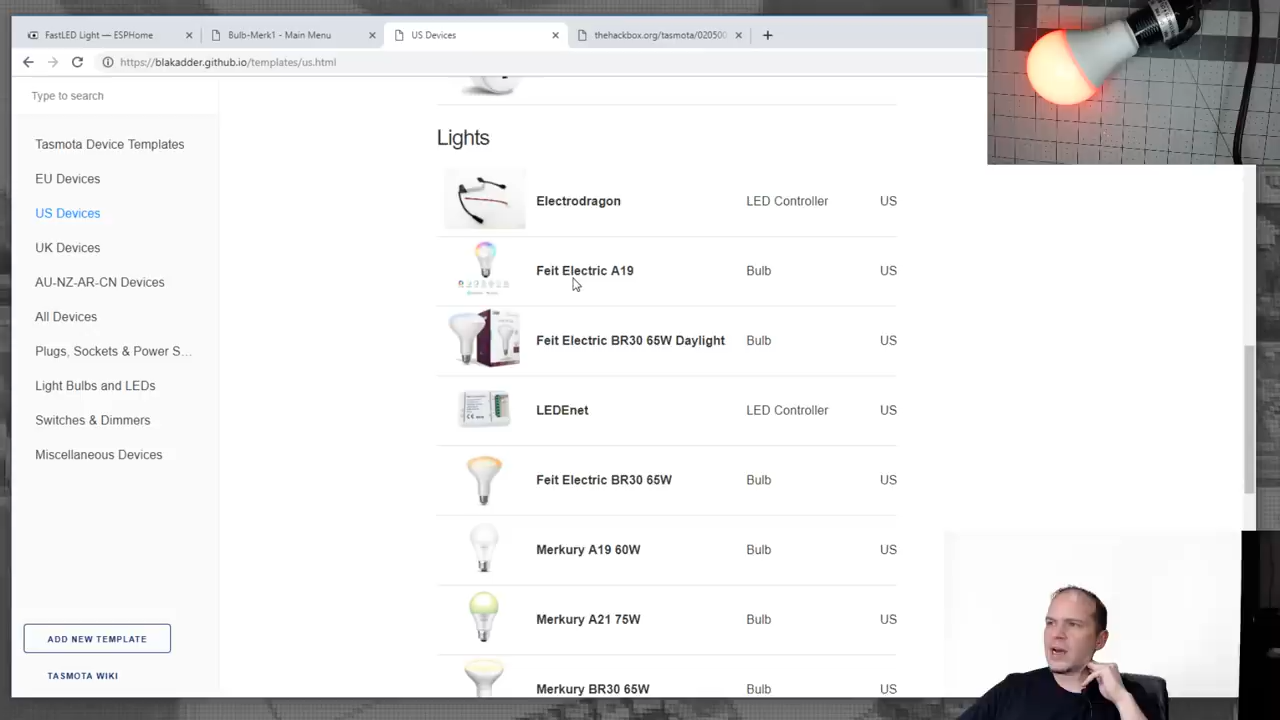 FastLED Light — ESPHome
Bulb-Merk1 - Main Menu
US Devices
thehackbox.org/tasmota/020500
https://blakadder.github.io/templates/us.html
Type to search
Tasmota Device Templates
EU Devices
US Devices
UK Devices
AU-NZ-AR-CN Devices
All Devices
Plugs, Sockets & Power S...
Light Bulbs and LEDs
Switches & Dimmers
Miscellaneous Devices
ADD NEW TEMPLATE
TASMOTA WIKI
Lights
Electrodragon LED Controller US
Feit Electric A19 Bulb US
Feit Electric BR30 65W Daylight Bulb US
LEDEnet LED Controller US
Feit Electric BR30 65W Bulb US
Merkury A19 60W Bulb US
Merkury A21 75W Bulb US
Merkury BR30 65W Bulb US